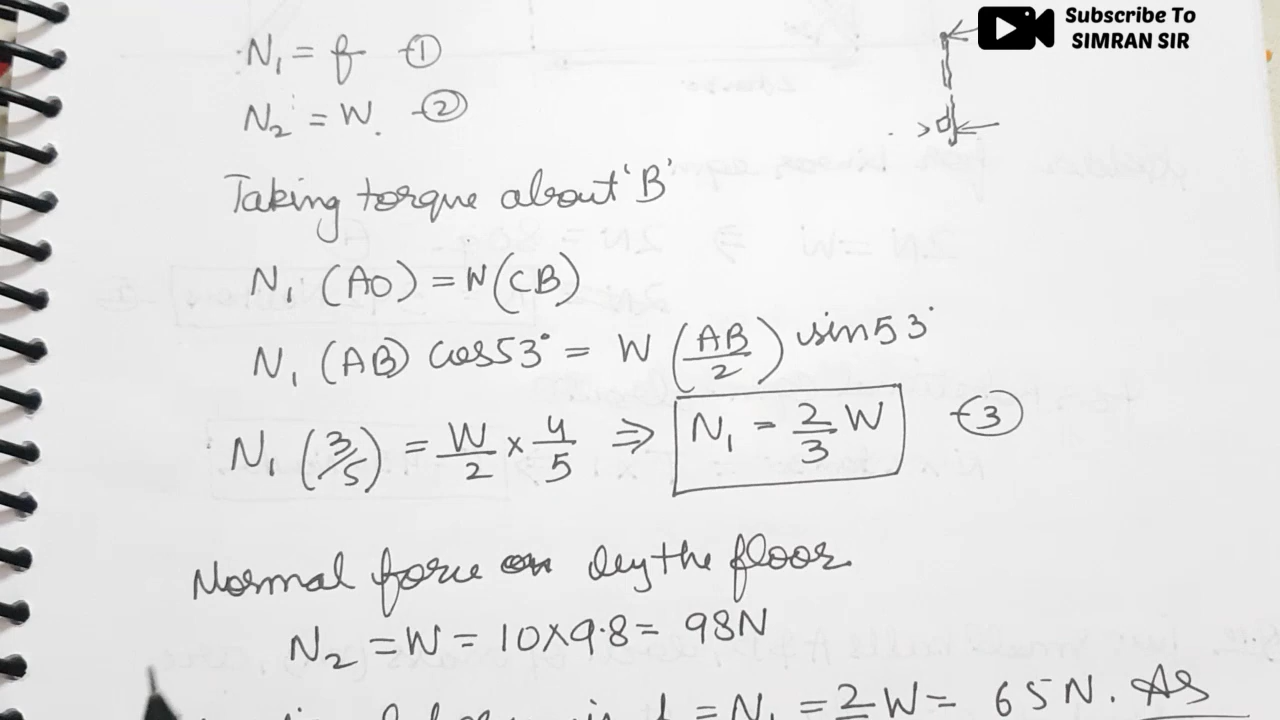 Subscribe To
SIMRAN SIR
N₁ = f -①
N₂ = W. -②
Taking torque about 'B'
N₁ (AO) = W (CB)
N₁ (AB) cos53° = W (AB/2) sin53°
N₁ (3/5) = W/2 × 4/5 ⇒ N₁ = 2/3 W -③
Normal force by the floor.
N₂ = W = 10×9.8 = 98N
f = N₁ = 2 W = 65N. As